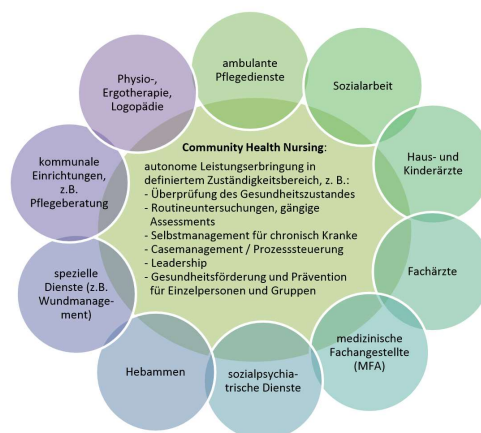 ambulante
Pflegedienste
Sozialarbeit
Haus- und
Kinderärzte
Fachärzte
medizinische
Fachangestellte
(MFA)
sozialpsychia-
trische Dienste
Hebammen
spezielle
Dienste (z.B.
Wundmanage-
ment)
kommunale
Einrichtungen,
z.B.
Pflegeberatung
Physio-,
Ergotherapie,
Logopädie
Community Health Nursing:
autonome Leistungserbringung in
definiertem Zuständigkeitsbereich, z. B.:
- Überprüfung des Gesundheitszustandes
- Routineuntersuchungen, gängige
Assessments
- Selbstmanagement für chronisch Kranke
- Casemanagement / Prozesssteuerung
- Leadership
- Gesundheitsförderung und Prävention
für Einzelpersonen und Gruppen